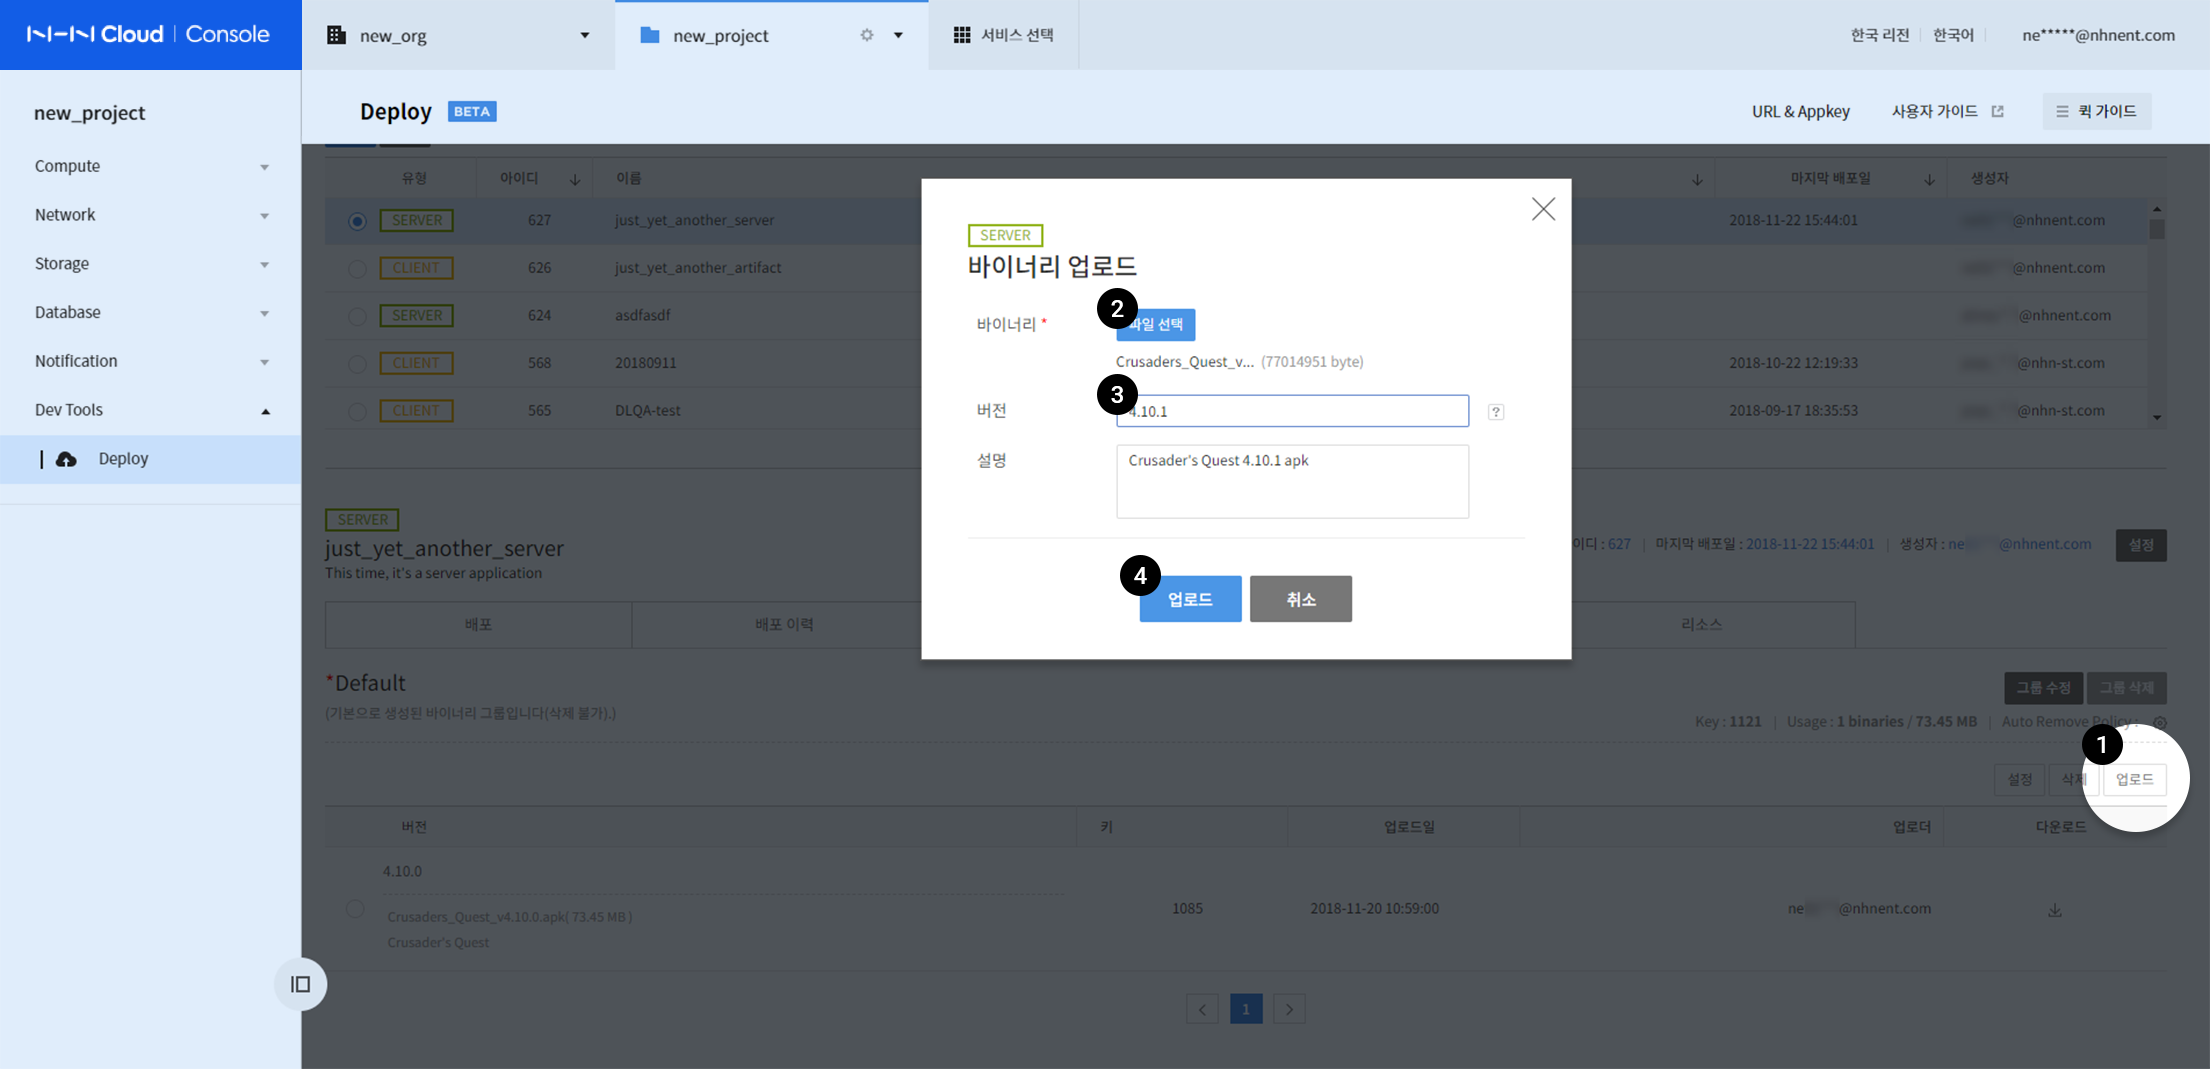 NHN Cloud | Console
new_org
new_project
서비스 선택
한국 리전
한국어
ne*****@nhnent.com
new_project
Compute
Network
Storage
Database
Notification
Dev Tools
Deploy
Deploy BETA
URL & Appkey
사용자 가이드
퀵 가이드
유형 아이디 이름 마지막 배포일 생성자
SERVER 627 just_yet_another_server 2018-11-22 15:44:01 @nhnent.com
CLIENT 626 just_yet_another_artifact @nhnent.com
SERVER 624 asdfasdf @nhnent.com
CLIENT 568 20180911 2018-10-22 12:19:33 @nhn-st.com
CLIENT 565 DLQA-test 2018-09-17 18:35:53 @nhn-st.com
SERVER
바이너리 업로드
바이너리 *
2
파일 선택
Crusaders_Quest_v... (77014951 byte)
버전
3
4.10.1
?
설명
Crusader's Quest 4.10.1 apk
4
업로드
취소
SERVER
just_yet_another_server
This time, it's a server application
이디 : 627 | 마지막 배포일 : 2018-11-22 15:44:01 | 생성자 : ne @nhnent.com
설정
배포
배포 이력
리소스
*Default
(기본으로 생성된 바이너리 그룹입니다(삭제 불가).)
그룹 수정
그룹 삭제
Key : 1121 | Usage : 1 binaries / 73.45 MB | Auto Remove Policy :
1
설정
삭제
업로드
버전 키 업로드일 업로더 다운로드
4.10.0
Crusaders_Quest_v4.10.0.apk( 73.45 MB )
Crusader's Quest
1085 2018-11-20 10:59:00 ne @nhnent.com
< 1 >